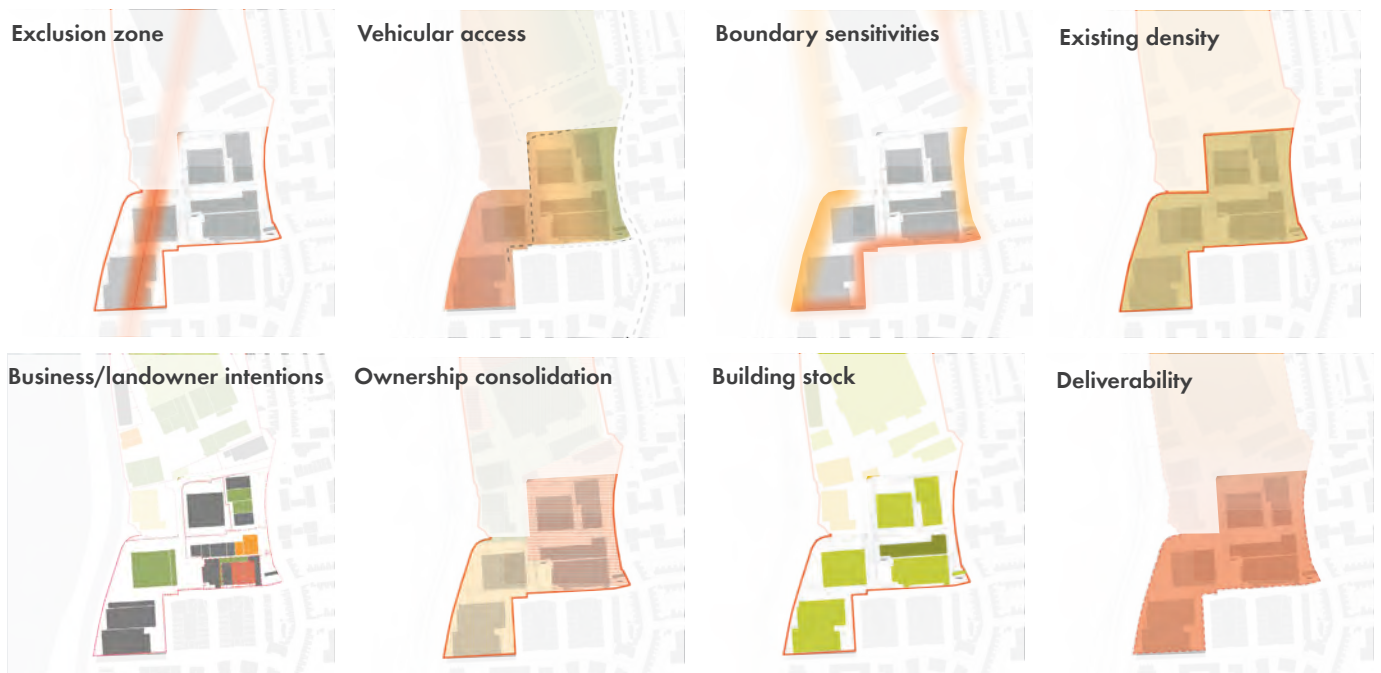 Exclusion zone
Vehicular access
Boundary sensitivities
Existing density
Business/landowner intentions
Ownership consolidation
Building stock
Deliverability